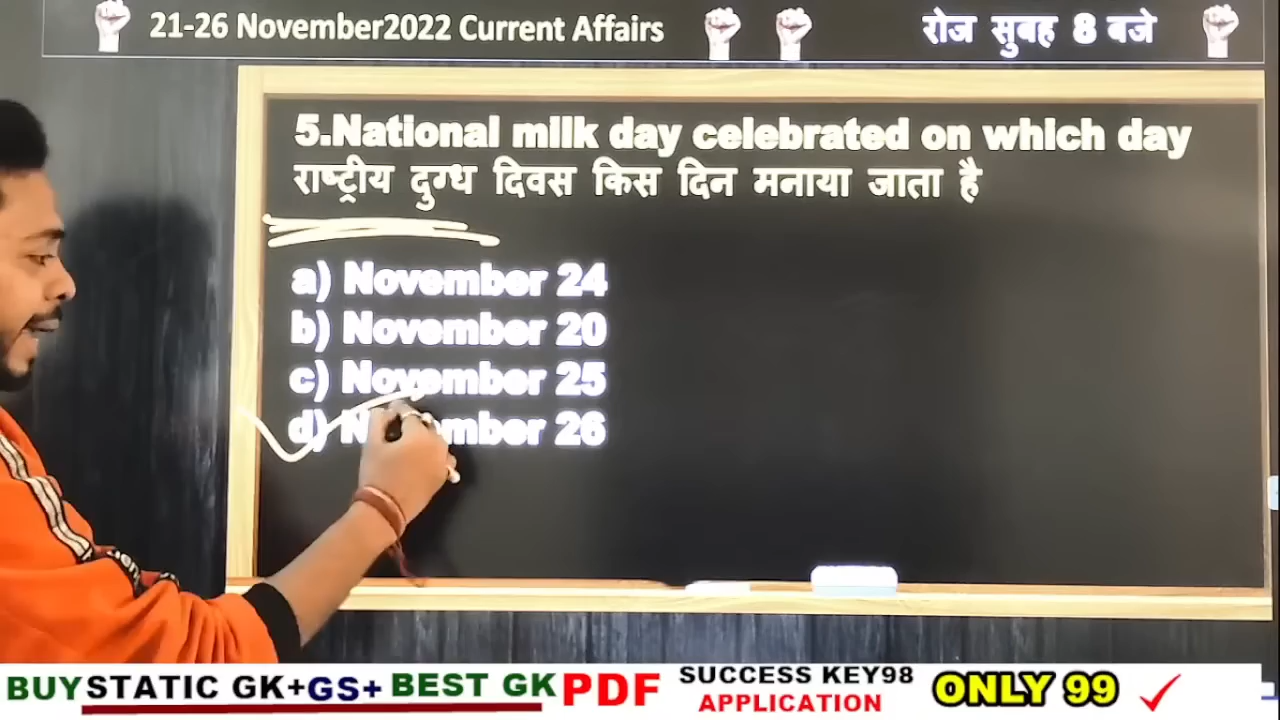 21-26 November2022 Current Affairs
रोज सुबह 8 बजे
5.National milk day celebrated on which day
राष्ट्रीय दुग्ध दिवस किस दिन मनाया जाता है
a) November 24
b) November 20
c) November 25
d) November 26
BUY STATIC GK+GS+ BEST GK PDF
SUCCESS KEY98
APPLICATION
ONLY 99